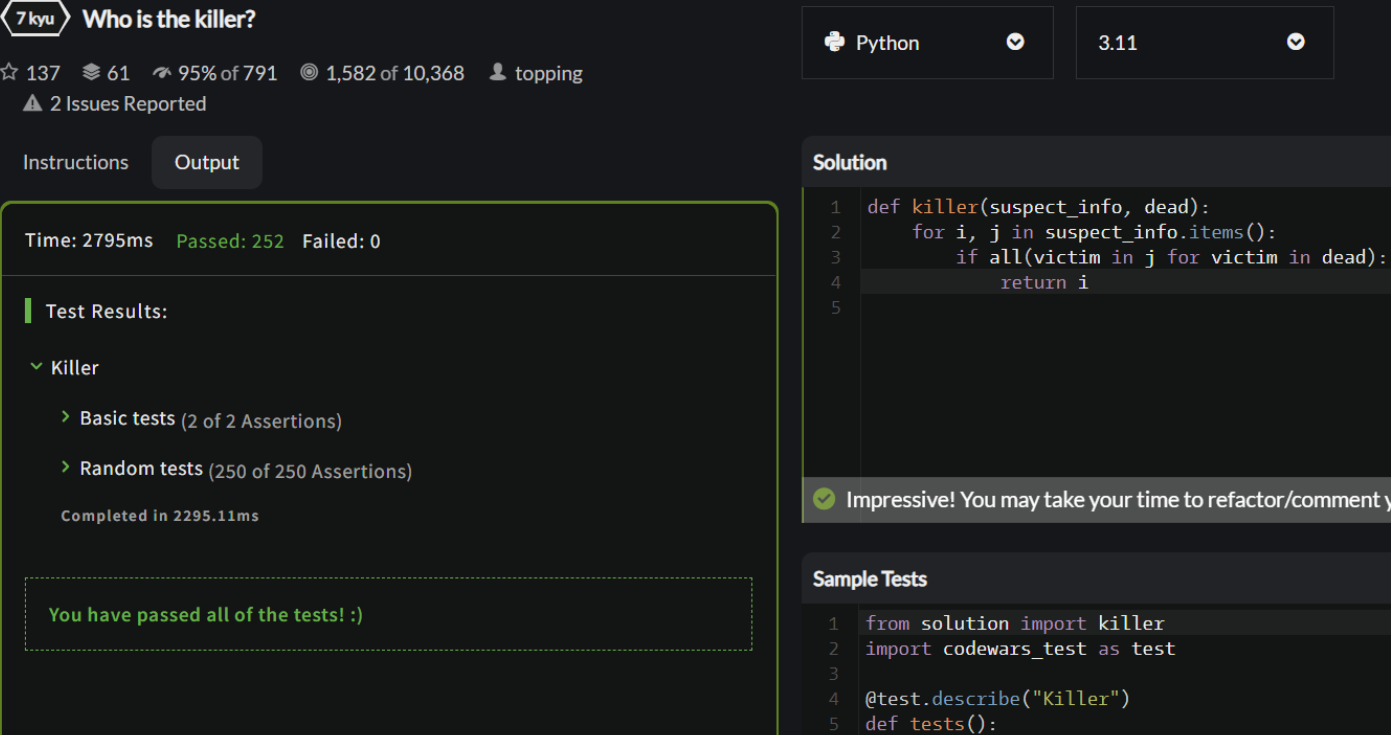 7 kyu Who is the killer?
137 61 95% of 791 1,582 of 10,368 topping
2 Issues Reported
Instructions Output
Time: 2795ms Passed: 252 Failed: 0
Test Results:
Killer
Basic tests (2 of 2 Assertions)
Random tests (250 of 250 Assertions)
Completed in 2295.11ms
You have passed all of the tests! :)
Python 3.11
Solution
1 def killer(suspect_info, dead):
2     for i, j in suspect_info.items():
3         if all(victim in j for victim in dead):
4             return i
5
Impressive! You may take your time to refactor/comment y
Sample Tests
1 from solution import killer
2 import codewars_test as test
3
4 @test.describe("Killer")
5 def tests():